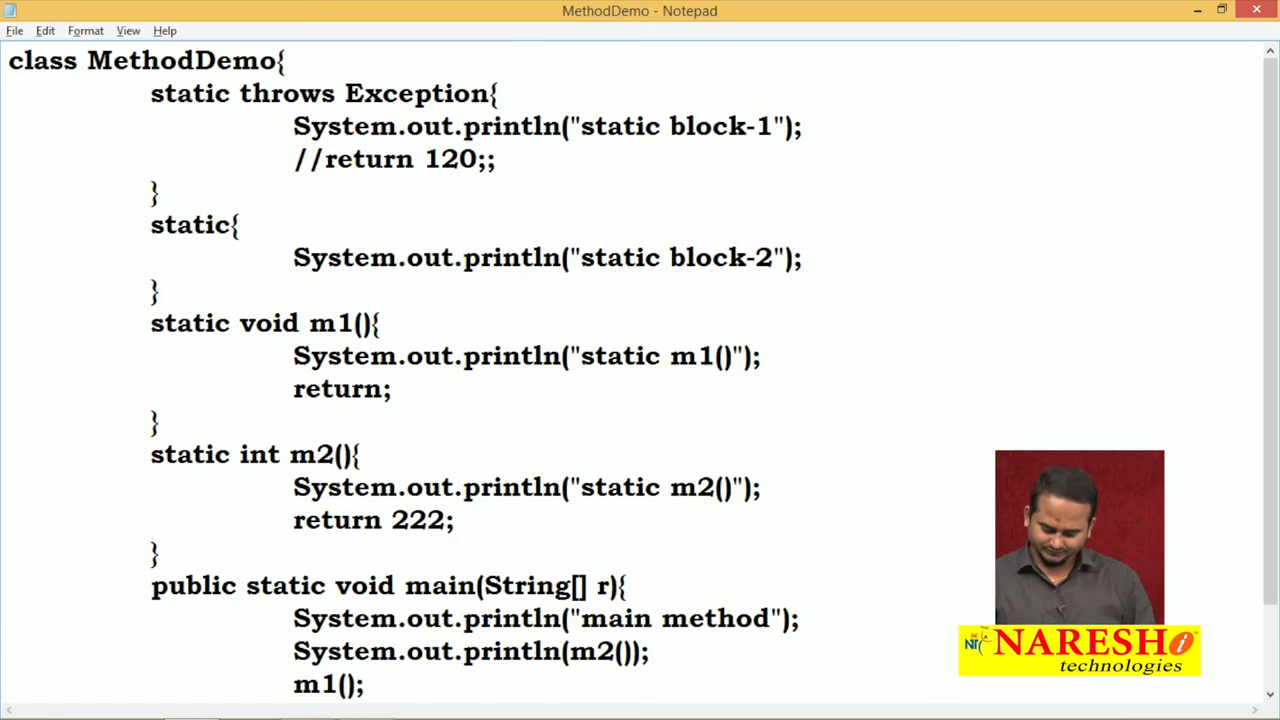 MethodDemo - Notepad
File Edit Format View Help
class MethodDemo{
static throws Exception{
System.out.println("static block-1");
//return 120;;
}
static{
System.out.println("static block-2");
}
static void m1(){
System.out.println("static m1()");
return;
}
static int m2(){
System.out.println("static m2()");
return 222;
}
public static void main(String[] r){
System.out.println("main method");
System.out.println(m2());
m1();
NARESH i
technologies